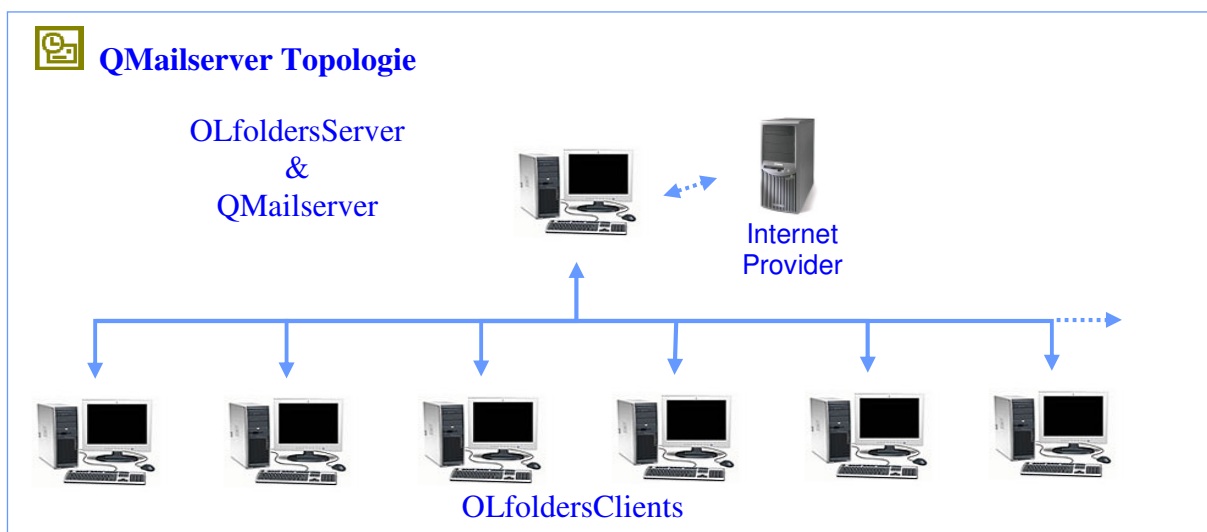 QMailserver Topologie
OLfoldersServer
&
QMailserver
Internet
Provider
OLfoldersClients